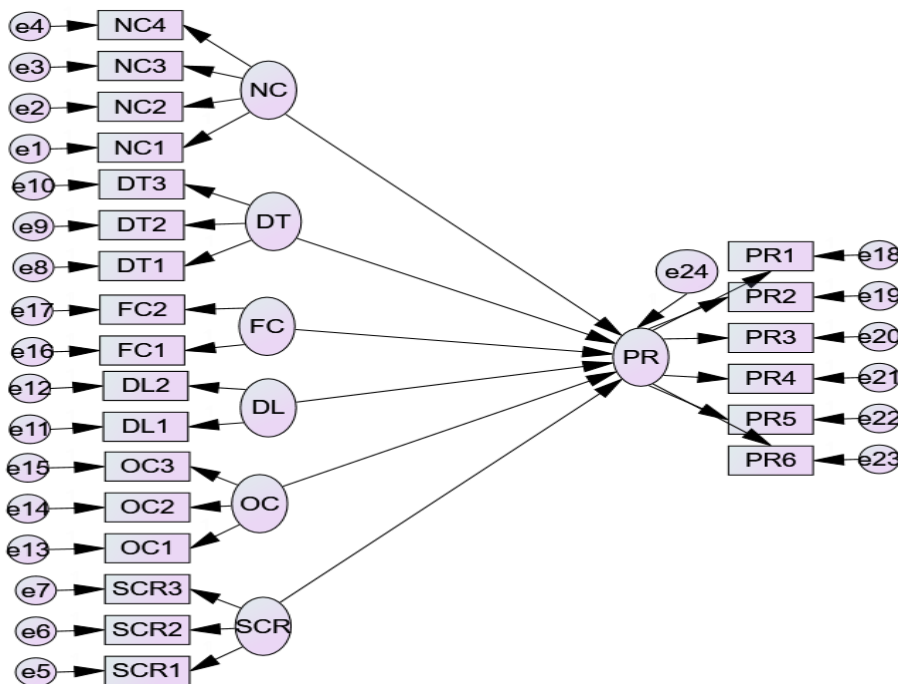 e4 NC4
e3 NC3
NC
e2 NC2
e1 NC1
e10 DT3
e9 DT2
DT
e8 DT1
e17 FC2
FC
e16 FC1
e12 DL2
DL
e11 DL1
e15 OC3
e14 OC2
OC
e13 OC1
e7 SCR3
e6 SCR2
SCR
e5 SCR1
e24
PR
PR1 e18
PR2 e19
PR3 e20
PR4 e21
PR5 e22
PR6 e23